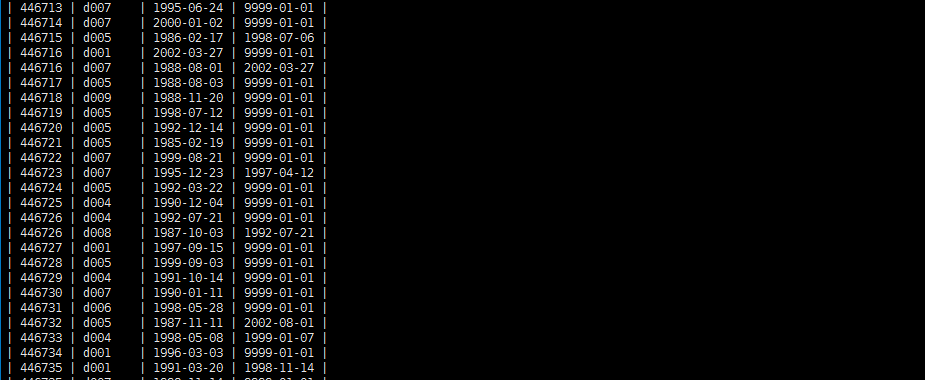 | 446713 | d007    | 1995-06-24 | 9999-01-01 |
| 446714 | d007    | 2000-01-02 | 9999-01-01 |
| 446715 | d005    | 1986-02-17 | 1998-07-06 |
| 446716 | d001    | 2002-03-27 | 9999-01-01 |
| 446716 | d007    | 1988-08-01 | 2002-03-27 |
| 446717 | d005    | 1988-08-03 | 9999-01-01 |
| 446718 | d009    | 1988-11-20 | 9999-01-01 |
| 446719 | d005    | 1998-07-12 | 9999-01-01 |
| 446720 | d005    | 1992-12-14 | 9999-01-01 |
| 446721 | d005    | 1985-02-19 | 9999-01-01 |
| 446722 | d007    | 1999-08-21 | 9999-01-01 |
| 446723 | d007    | 1995-12-23 | 1997-04-12 |
| 446724 | d005    | 1992-03-22 | 9999-01-01 |
| 446725 | d004    | 1990-12-04 | 9999-01-01 |
| 446726 | d004    | 1992-07-21 | 9999-01-01 |
| 446726 | d008    | 1987-10-03 | 1992-07-21 |
| 446727 | d001    | 1997-09-15 | 9999-01-01 |
| 446728 | d005    | 1999-09-03 | 9999-01-01 |
| 446729 | d004    | 1991-10-14 | 9999-01-01 |
| 446730 | d007    | 1990-01-11 | 9999-01-01 |
| 446731 | d006    | 1998-05-28 | 9999-01-01 |
| 446732 | d005    | 1987-11-11 | 2002-08-01 |
| 446733 | d004    | 1998-05-08 | 1999-01-07 |
| 446734 | d001    | 1996-03-03 | 9999-01-01 |
| 446735 | d001    | 1991-03-20 | 1998-11-14 |